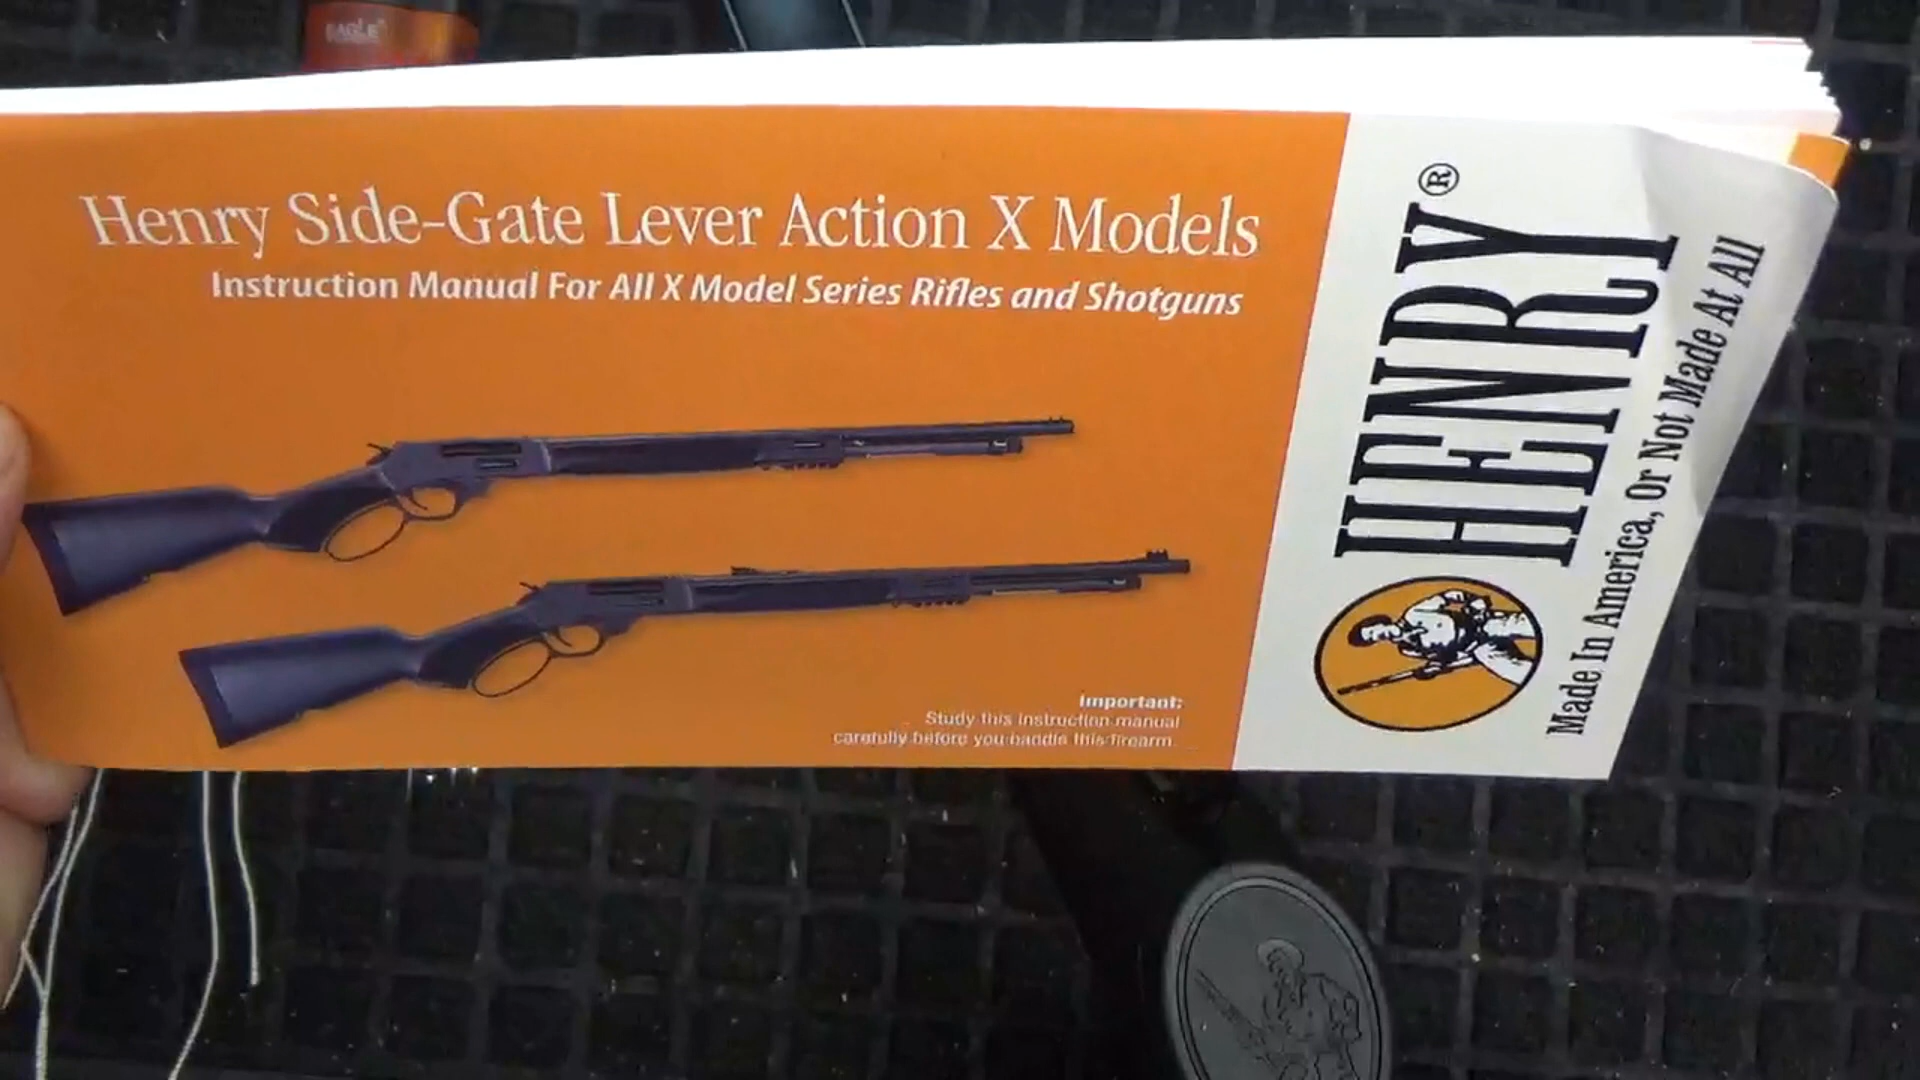 EAGLE
Henry Side-Gate Lever Action X Models
Instruction Manual For All X Model Series Rifles and Shotguns
Important:
Study this instruction manual
carefully before you handle this firearm.
HENRY®
Made In America, Or Not Made At All